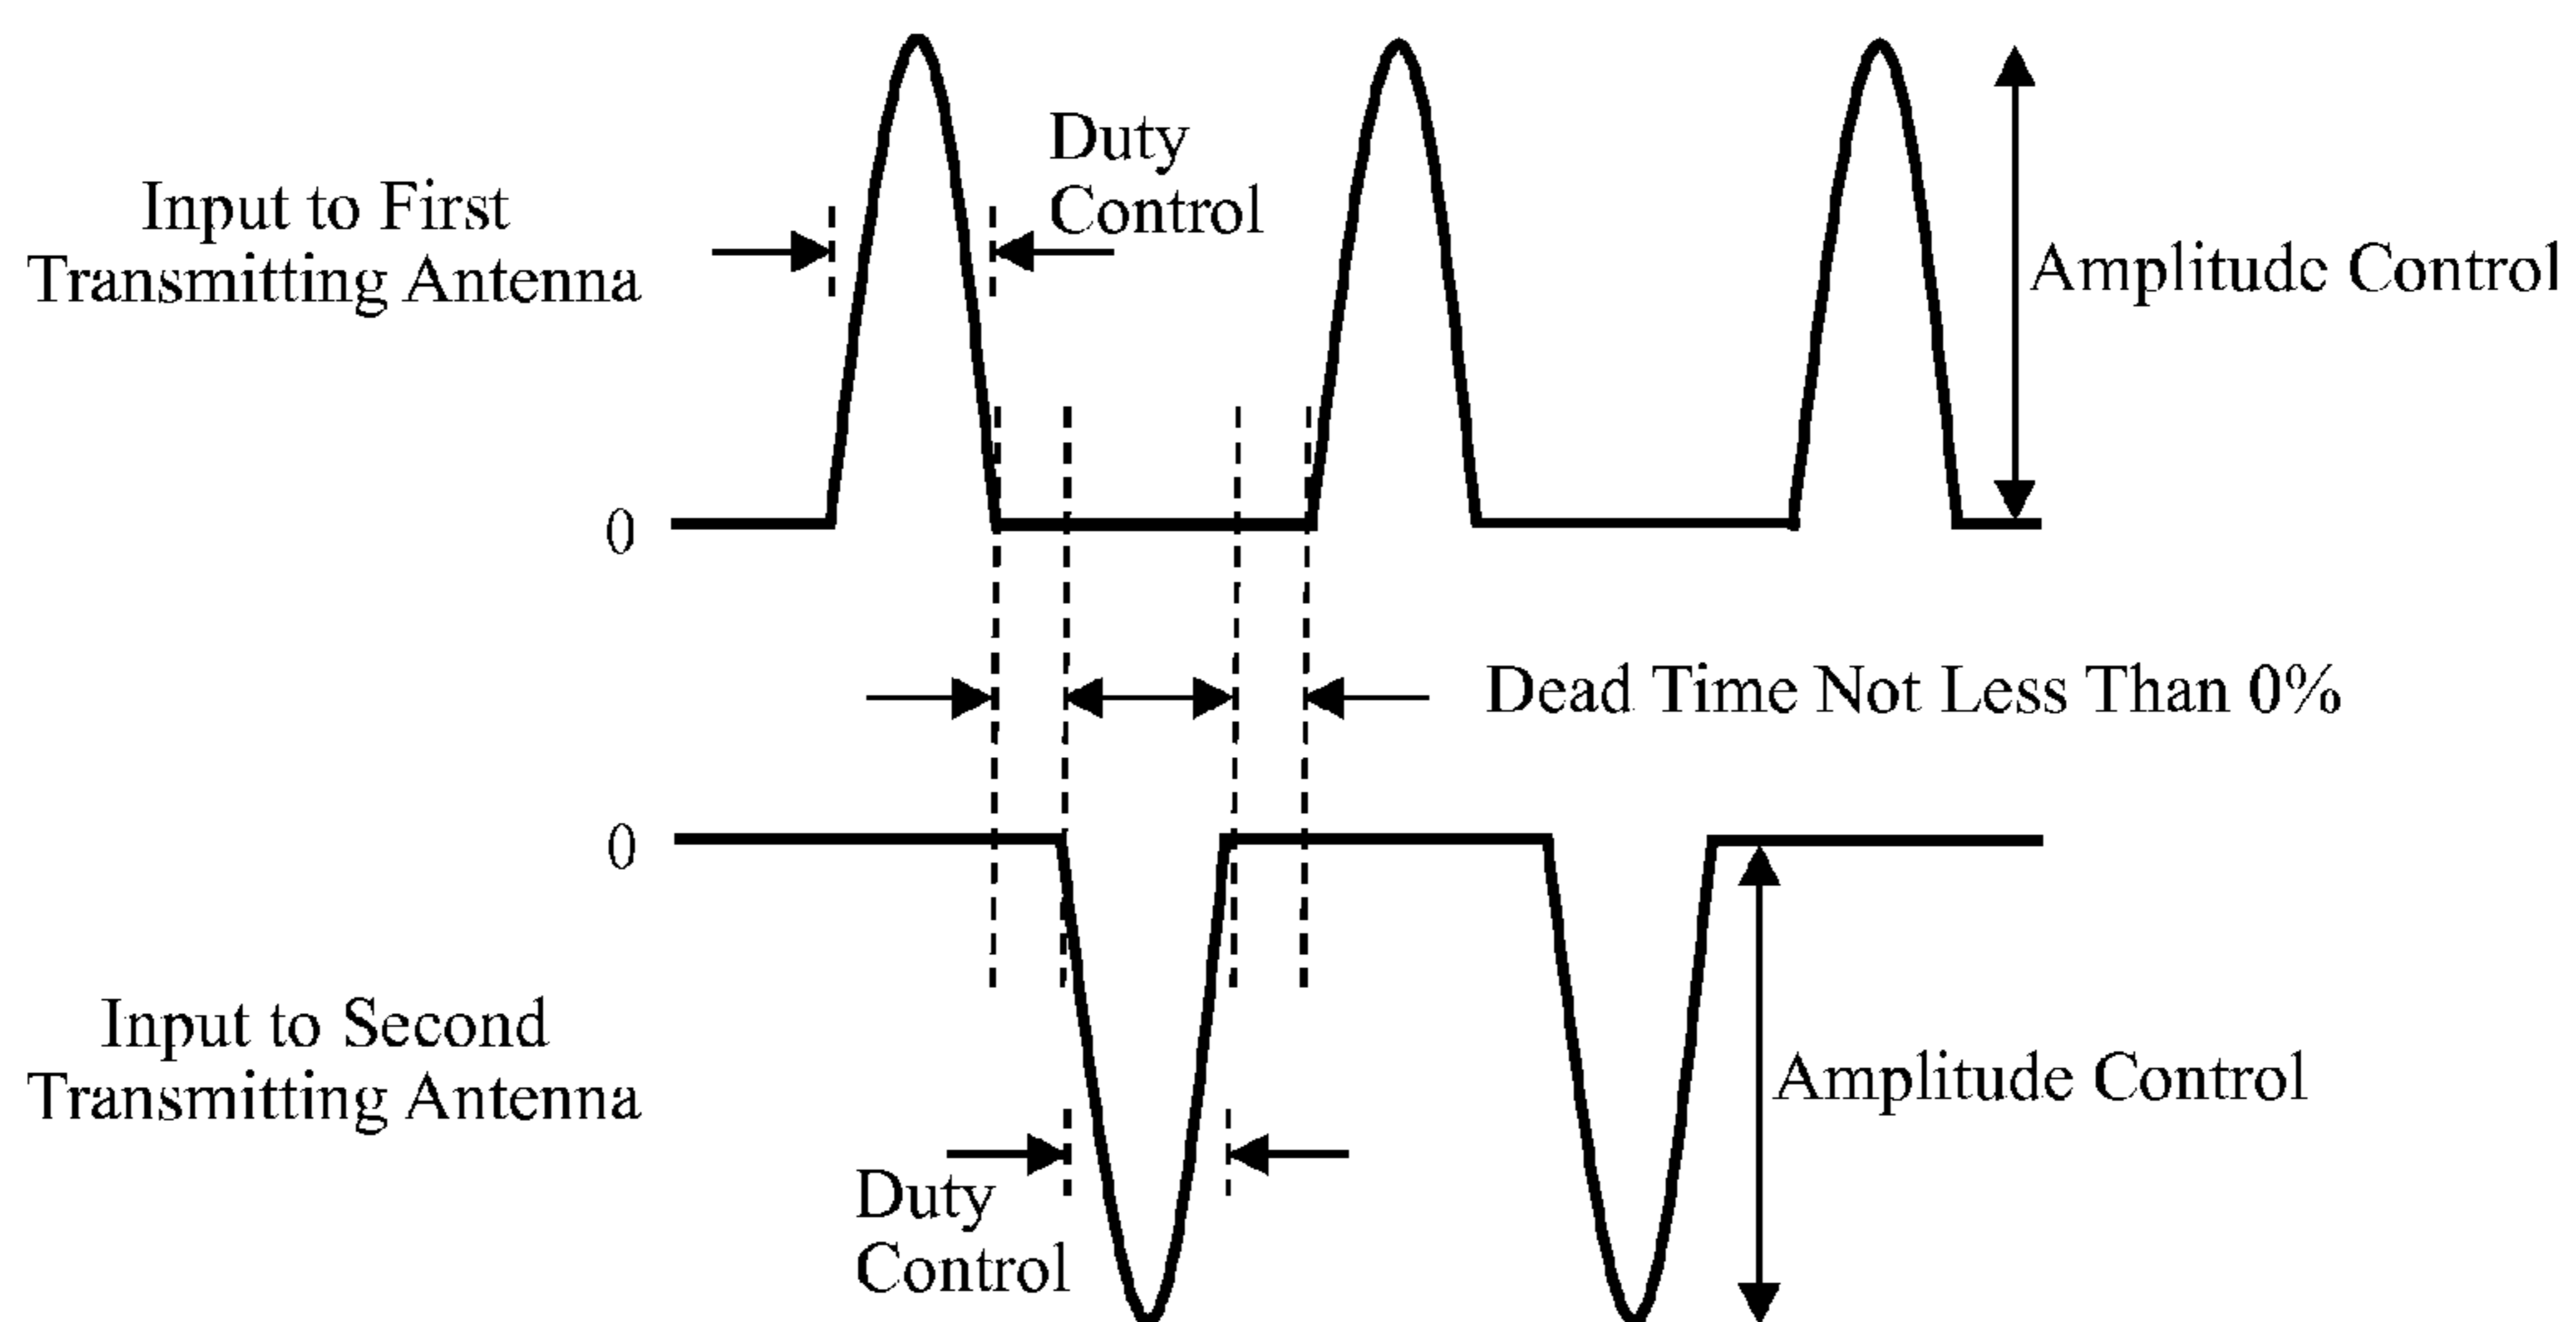 Duty
Control
Input to First
Transmitting Antenna
Amplitude Control
0
Dead Time Not Less Than 0%
0
Input to Second
Transmitting Antenna
Amplitude Control
Duty
Control